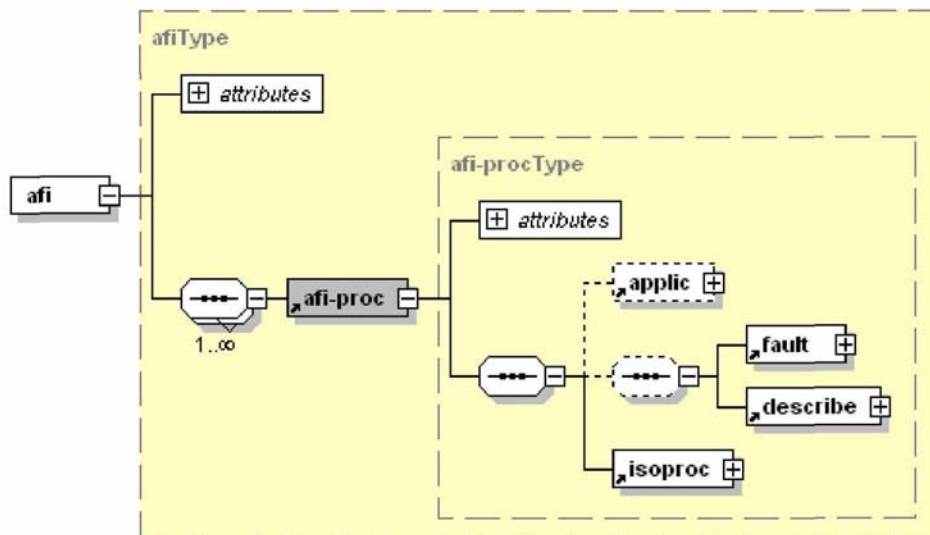 afiType
attributes
afi-procType
afi
attributes
applic
afi-proc
1..∞
fault
describe
isoproc